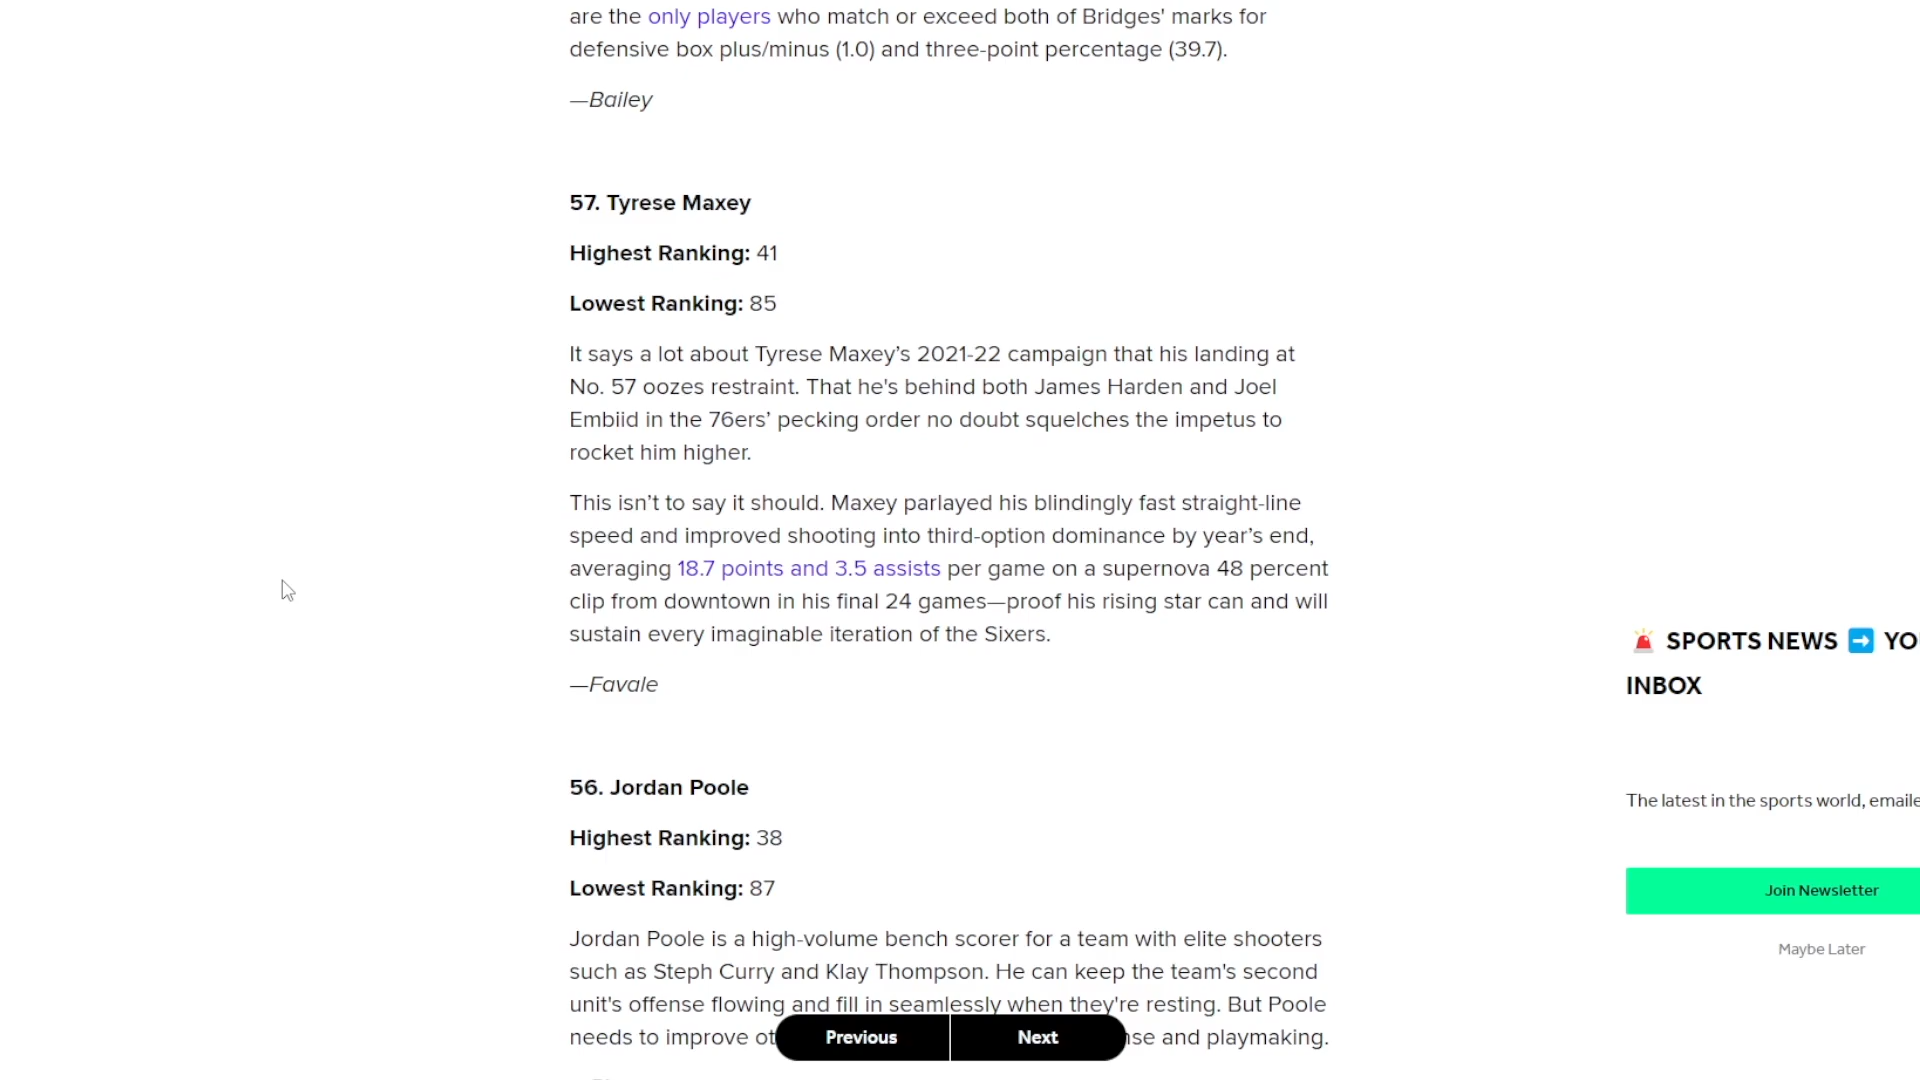 are the only players who match or exceed both of Bridges' marks for
defensive box plus/minus (1.0) and three-point percentage (39.7).
—Bailey
57. Tyrese Maxey
Highest Ranking: 41
Lowest Ranking: 85
It says a lot about Tyrese Maxey’s 2021-22 campaign that his landing at
No. 57 oozes restraint. That he's behind both James Harden and Joel
Embiid in the 76ers’ pecking order no doubt squelches the impetus to
rocket him higher.
This isn’t to say it should. Maxey parlayed his blindingly fast straight-line
speed and improved shooting into third-option dominance by year’s end,
averaging 18.7 points and 3.5 assists per game on a supernova 48 percent
clip from downtown in his final 24 games—proof his rising star can and will
sustain every imaginable iteration of the Sixers.
—Favale
56. Jordan Poole
Highest Ranking: 38
Lowest Ranking: 87
Jordan Poole is a high-volume bench scorer for a team with elite shooters
such as Steph Curry and Klay Thompson. He can keep the team's second
unit's offense flowing and fill in seamlessly when they're resting. But Poole
needs to improve and playmaking.
Previous Next
SPORTS NEWS
INBOX
The latest in the sports world,
Join Newsletter
Maybe Later